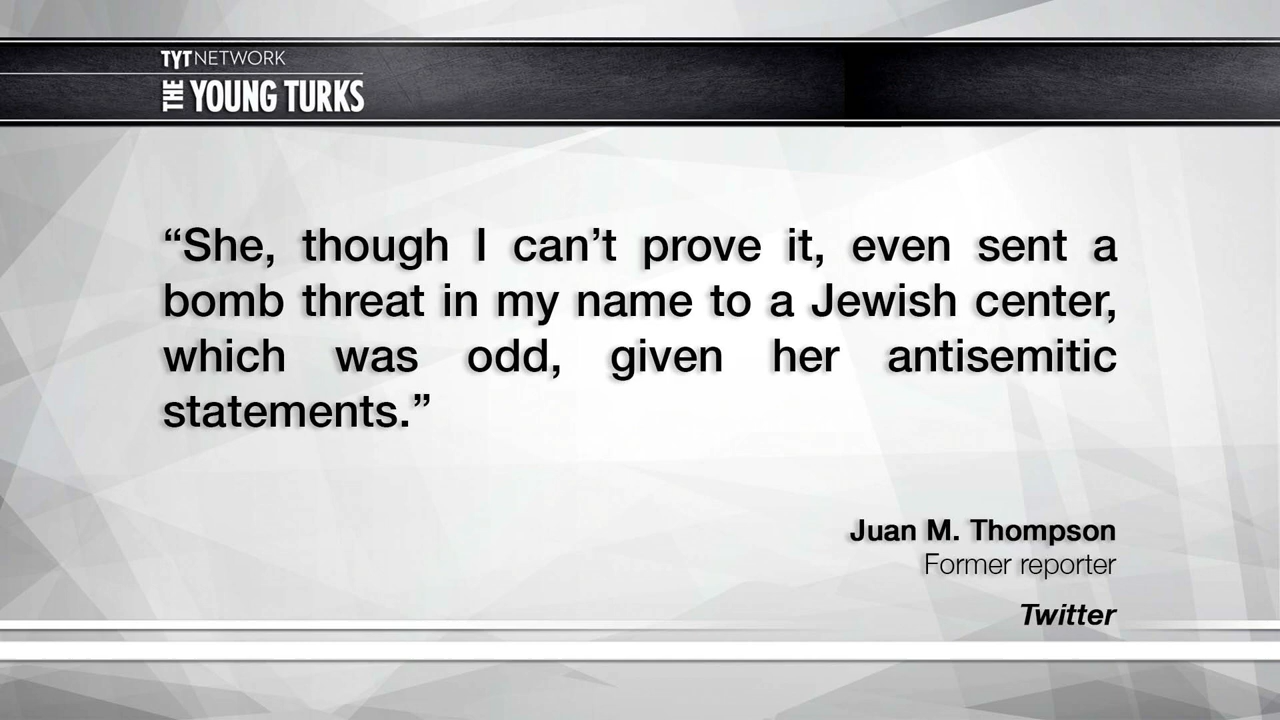 TYT NETWORK
THE YOUNG TURKS
“She, though I can’t prove it, even sent a
bomb threat in my name to a Jewish center,
which was odd, given her antisemitic
statements.”
Juan M. Thompson
Former reporter
Twitter